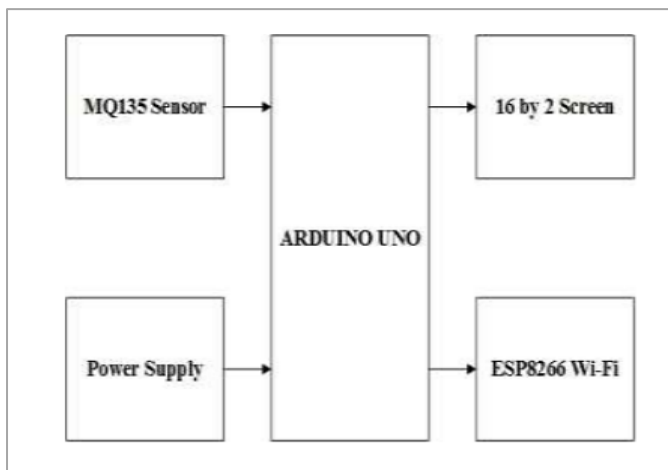 MQ135 Sensor
16 by 2 Screen
ARDUINO UNO
Power Supply
ESP8266 Wi-Fi